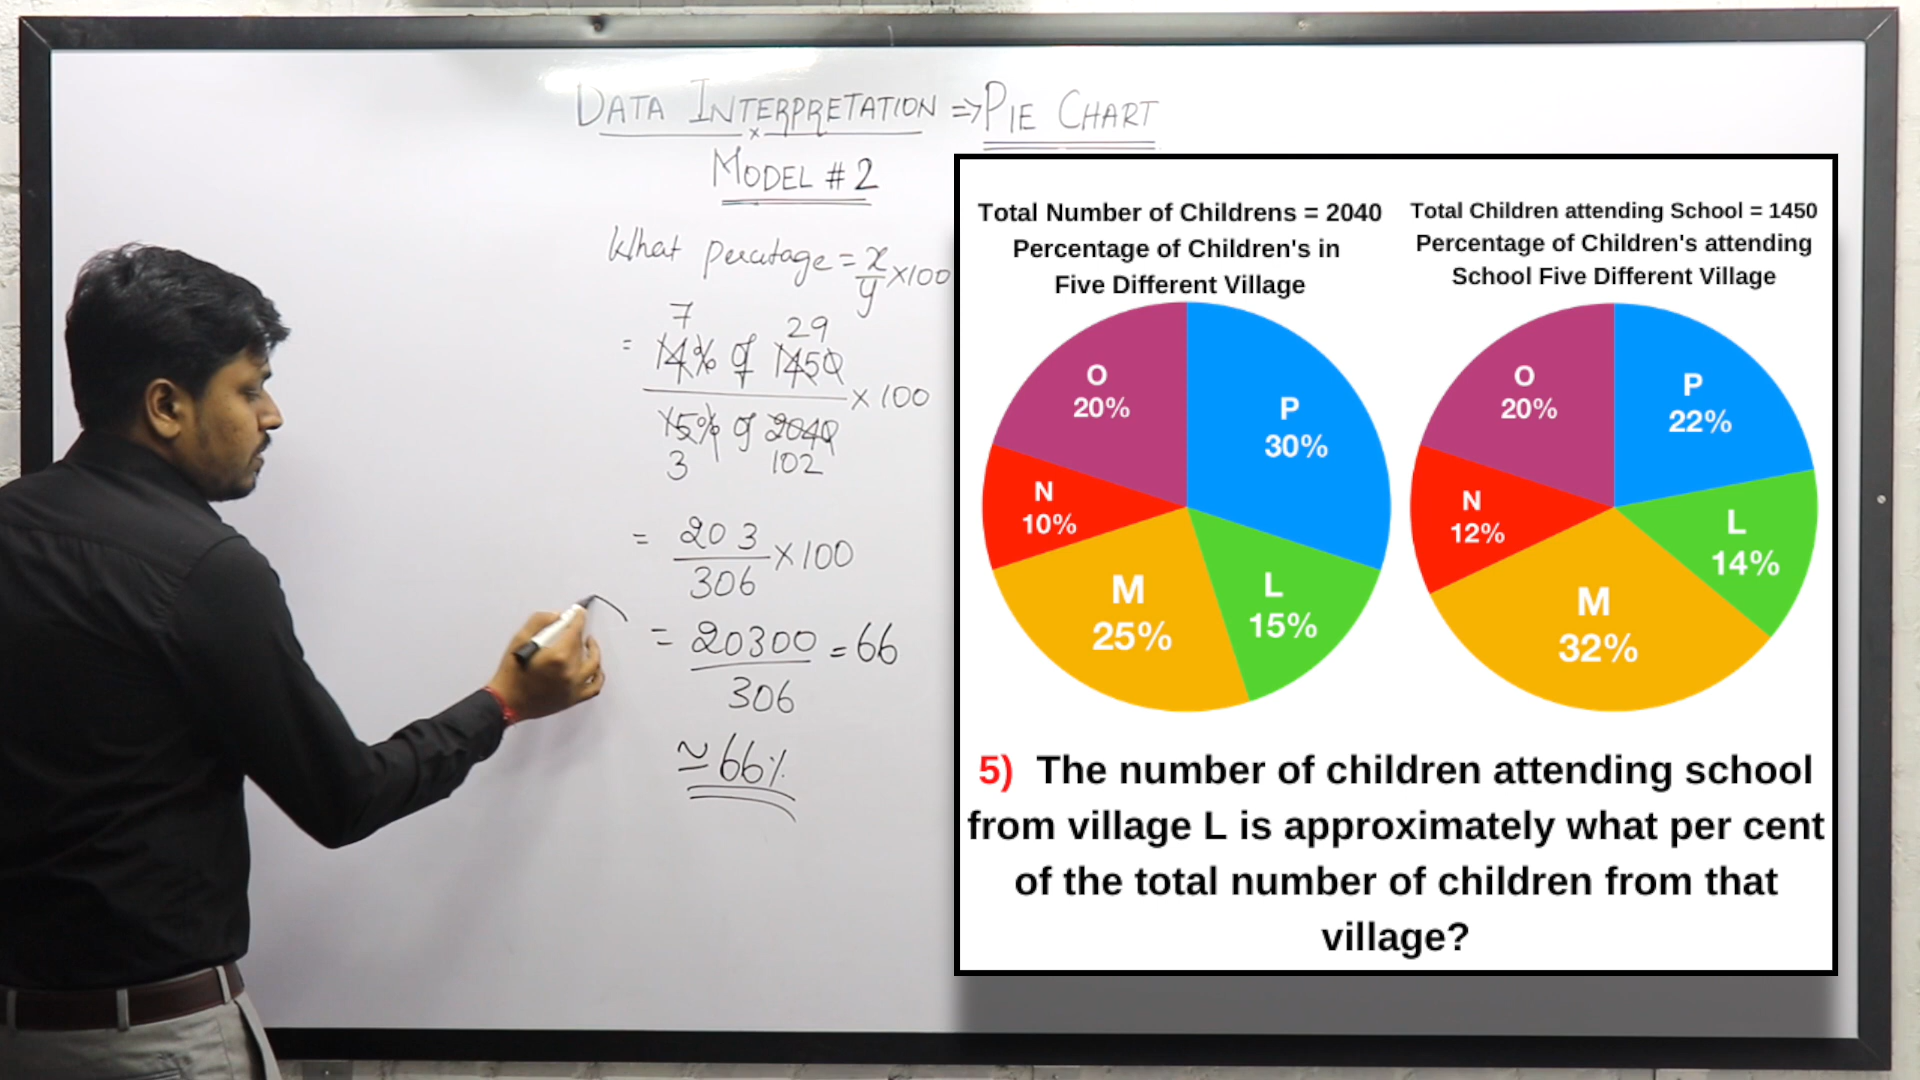 DATA INTERPRETATION => PIE CHART
MODEL # 2
What percutage = x/y × 100
7 29
= 14% of 1450
× 100
15% of 2040
3 102
= 203/306 × 100
= 20300/306 = 66
≃ 66%
Total Number of Childrens = 2040
Percentage of Children's in
Five Different Village
O
20%
P
30%
N
10%
L
15%
M
25%
Total Children attending School = 1450
Percentage of Children's attending
School Five Different Village
O
20%
P
22%
N
12%
L
14%
M
32%
5) The number of children attending school
from village L is approximately what per cent
of the total number of children from that
village?